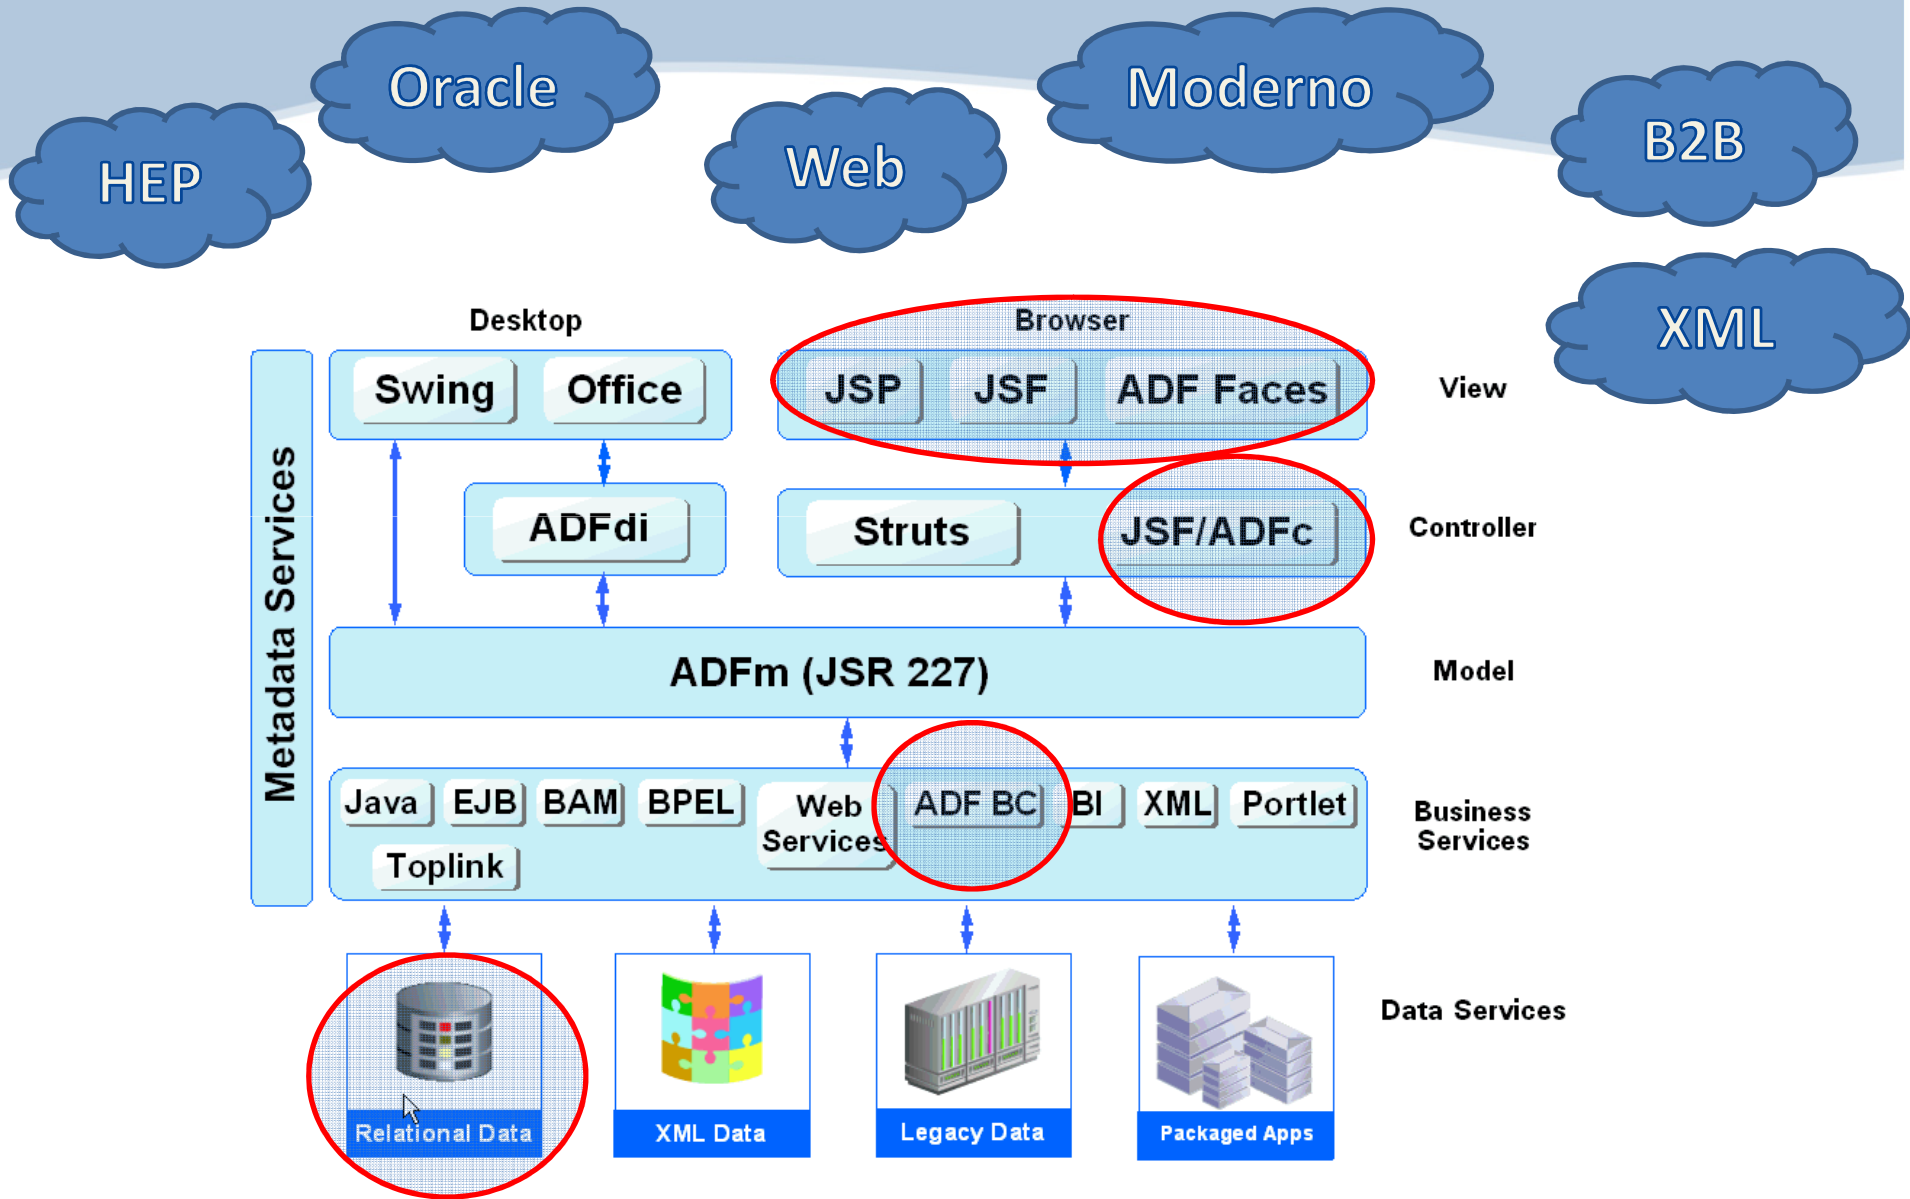 Oracle
Moderno
HEP
Web
B2B
XML
Desktop
Browser
Swing
Office
JSP
JSF
ADF Faces
View
Metadata Services
ADFdi
Struts
JSF/ADFc
Controller
ADFm (JSR 227)
Model
Java
EJB
BAM
BPEL
Web
Services
ADF BC
BI
XML
Portlet
Toplink
Business
Services
Data Services
Relational Data
XML Data
Legacy Data
Packaged Apps